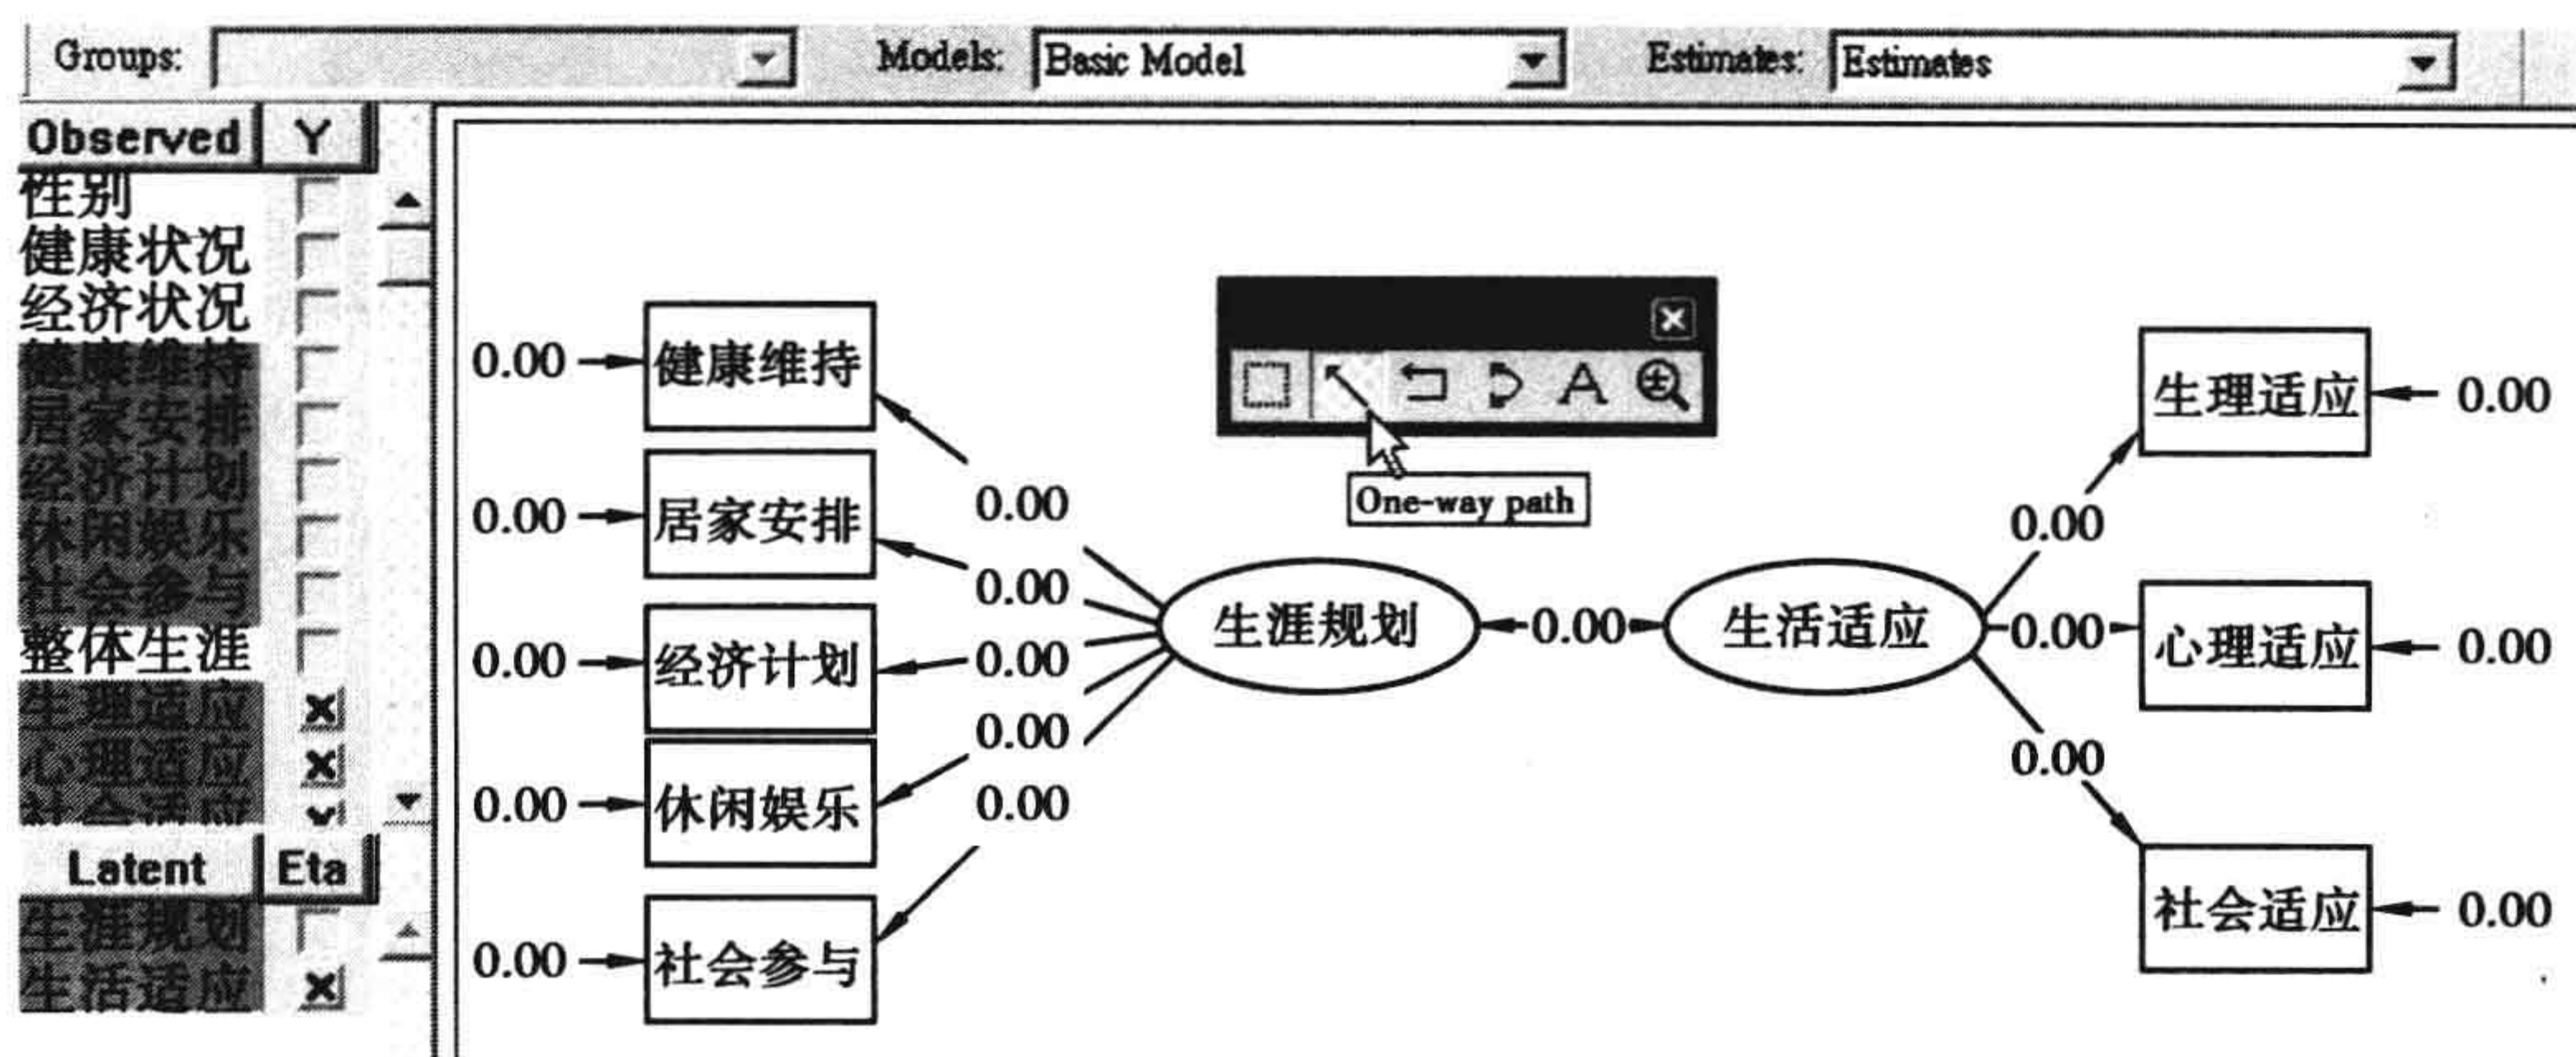 Groups: Models: Basic Model Estimates: Estimates
Observed Y
性别
健康状况
经济状况
健康维持
居家安排
经济计划
休闲娱乐
社会参与
整体生涯
生理适应 X
心理适应 X
社会适应 X
Latent Eta
生涯规划
生活适应 X
0.00 健康维持
0.00 居家安排
0.00 经济计划
0.00 休闲娱乐
0.00 社会参与
0.00
0.00
0.00
0.00
0.00
A
One-way path
生涯规划 0.00 生活适应
0.00
0.00
0.00
生理适应 0.00
心理适应 0.00
社会适应 0.00